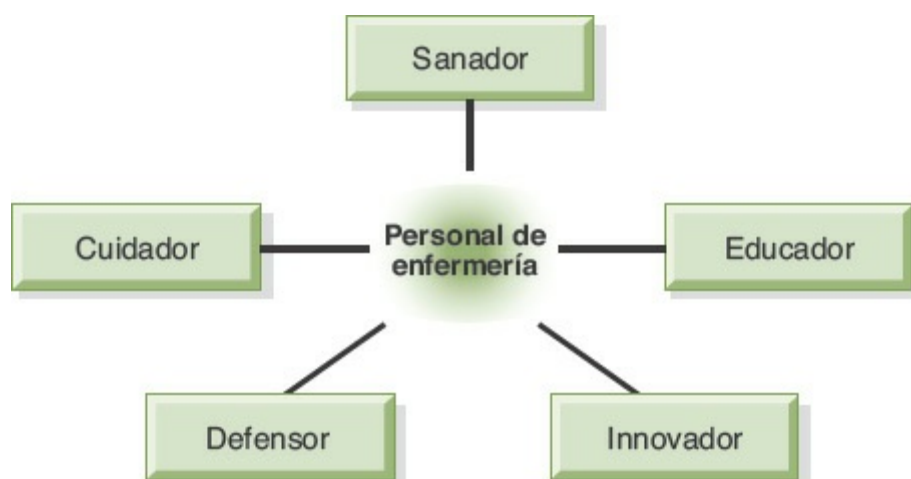 Sanador
Cuidador
Personal de
enfermería
Educador
Defensor
Innovador